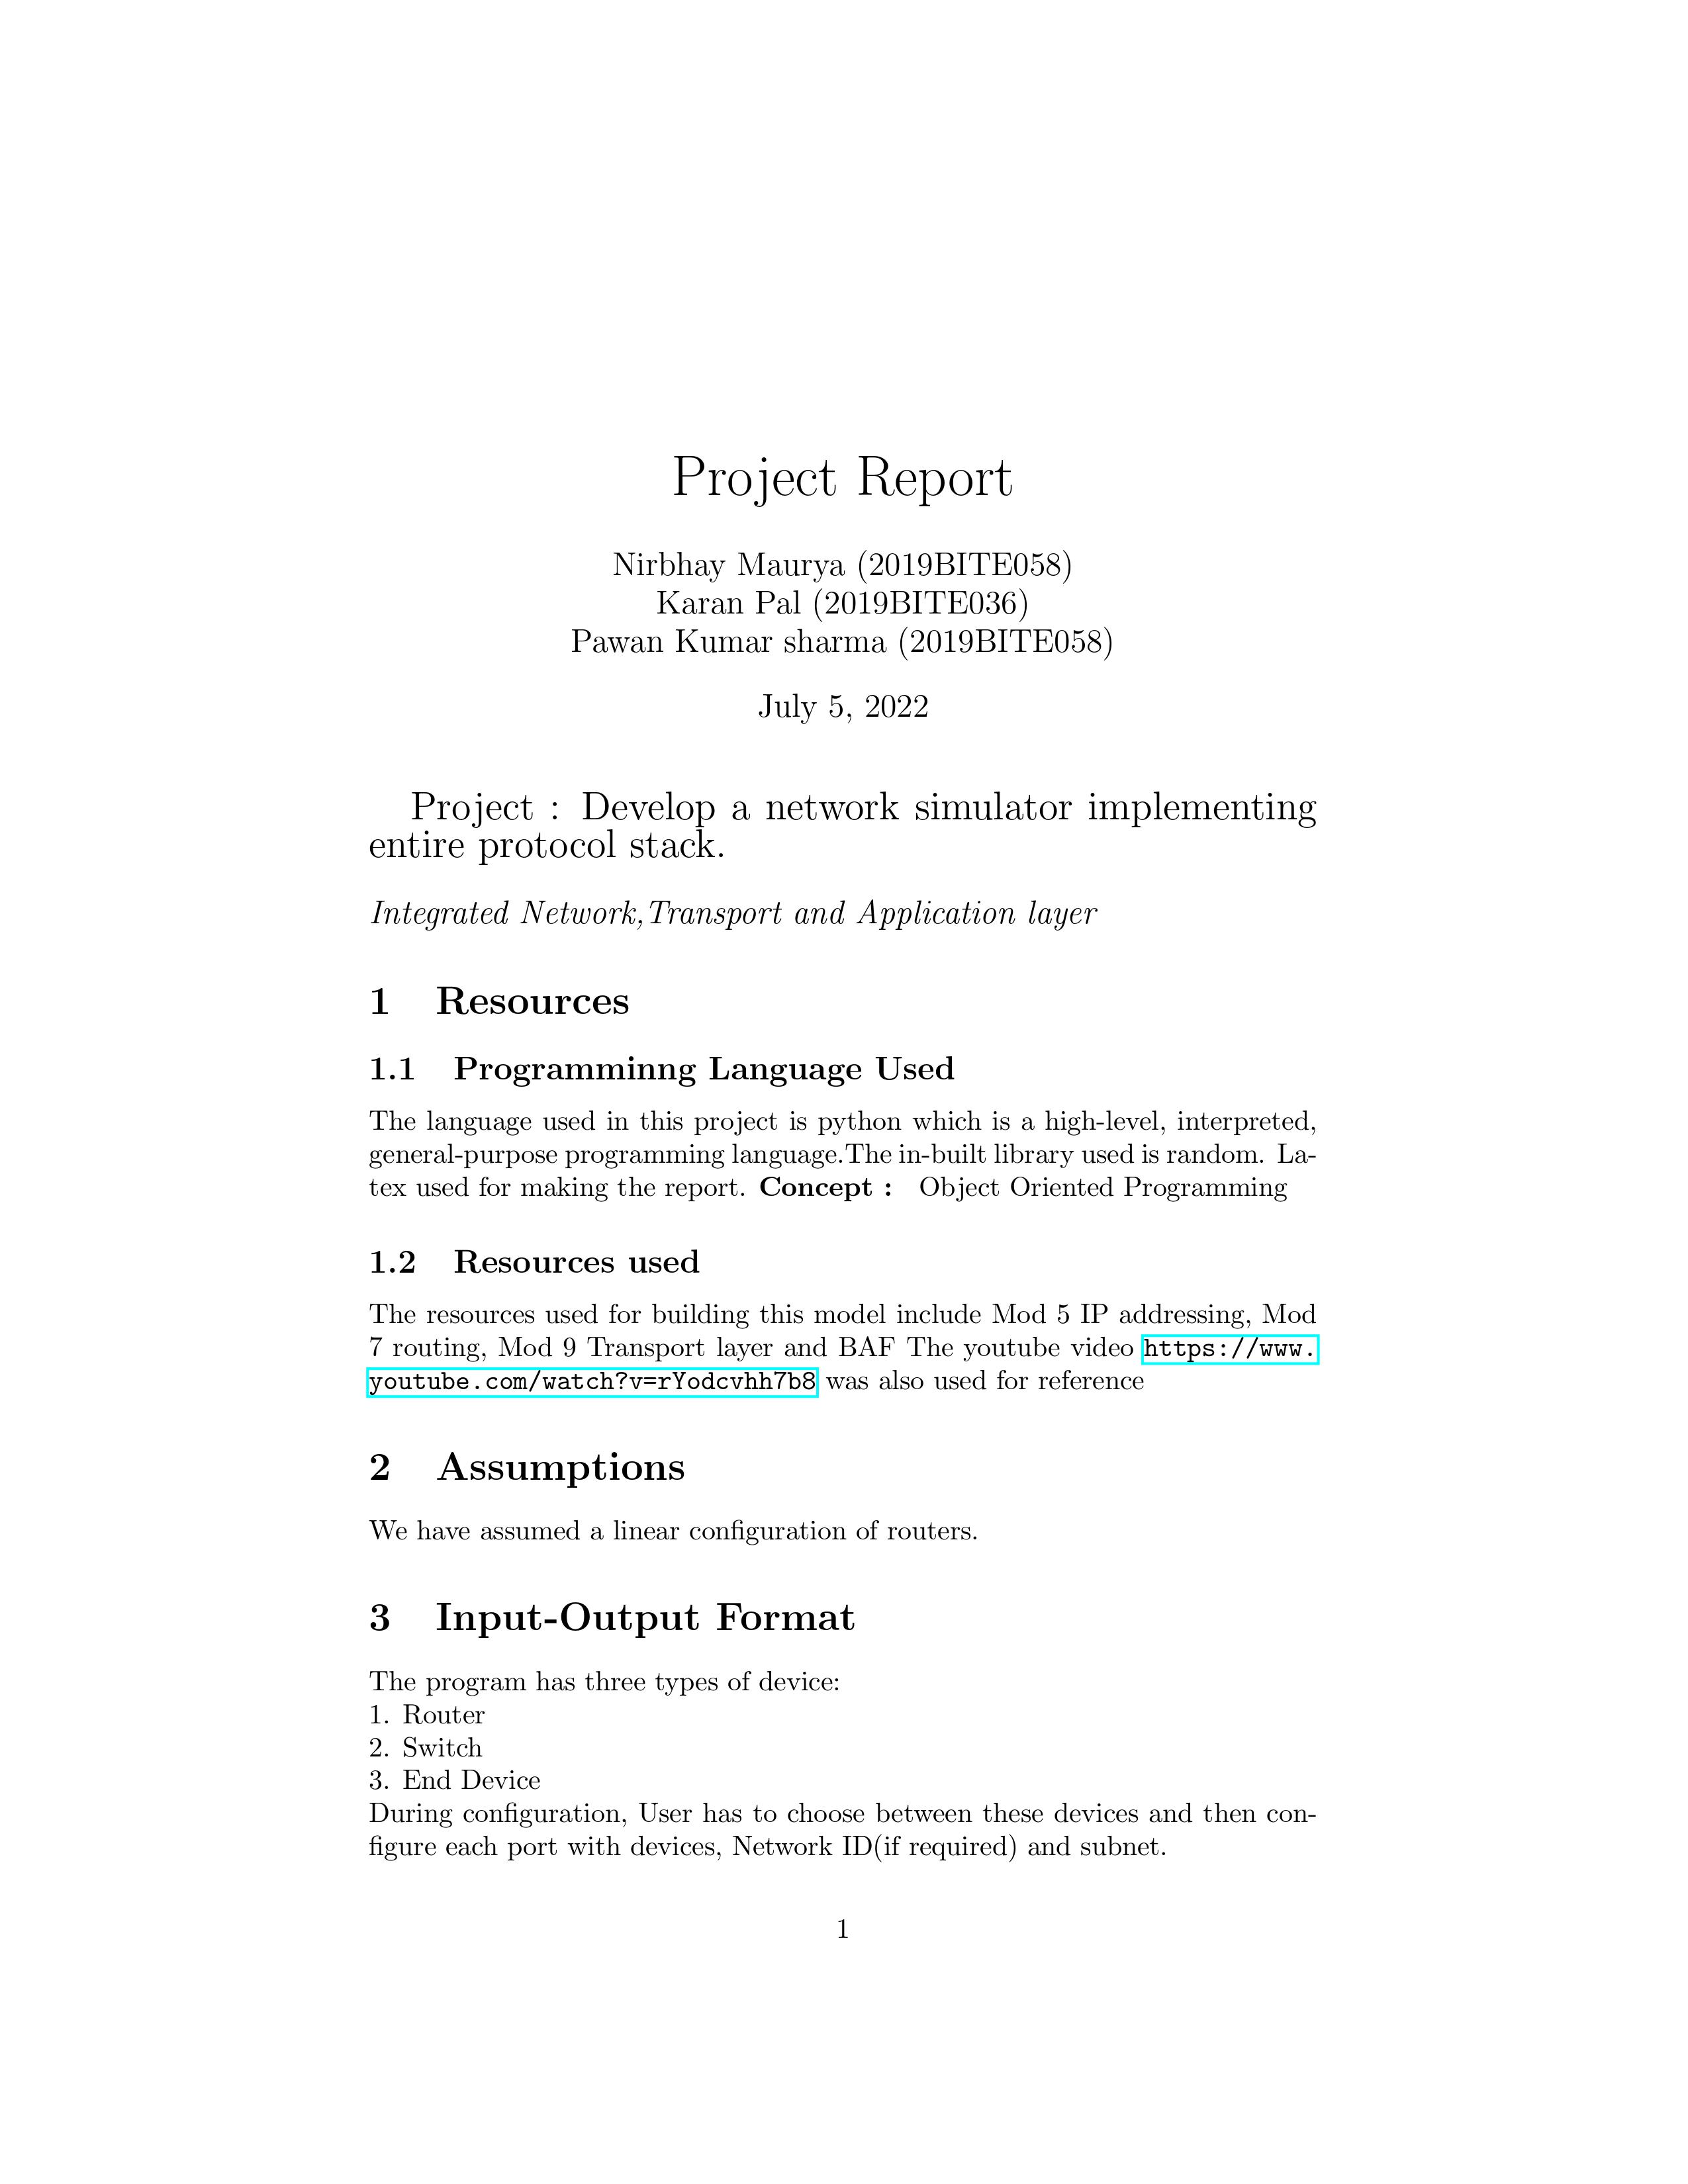 Project Report
Nirbhay Maurya (2019BITE058)
Karan Pal (2019BITE036)
Pawan Kumar sharma (2019BITE058)
July 5, 2022
Project : Develop a network simulator implementing
entire protocol stack.
Integrated Network,Transport and Application layer
1 Resources
1.1 Programminng Language Used
The language used in this project is python which is a high-level, interpreted,
general-purpose programming language.The in-built library used is random. La-
tex used for making the report. Concept : Object Oriented Programming
1.2 Resources used
The resources used for building this model include Mod 5 IP addressing, Mod
7 routing, Mod 9 Transport layer and BAF The youtube video https://www.
youtube.com/watch?v=rYodcvhh7b8 was also used for reference
2 Assumptions
We have assumed a linear configuration of routers.
3 Input-Output Format
The program has three types of device:
1. Router
2. Switch
3. End Device
During configuration, User has to choose between these devices and then con-
figure each port with devices, Network ID(if required) and subnet.
1